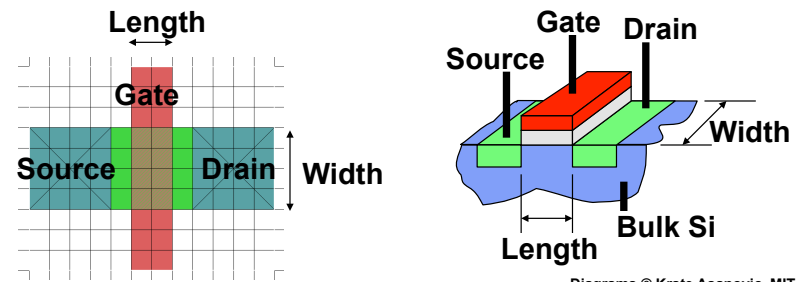 Length
Gate
Source
Drain
Width
Gate
Drain
Source
Width
Bulk Si
Length